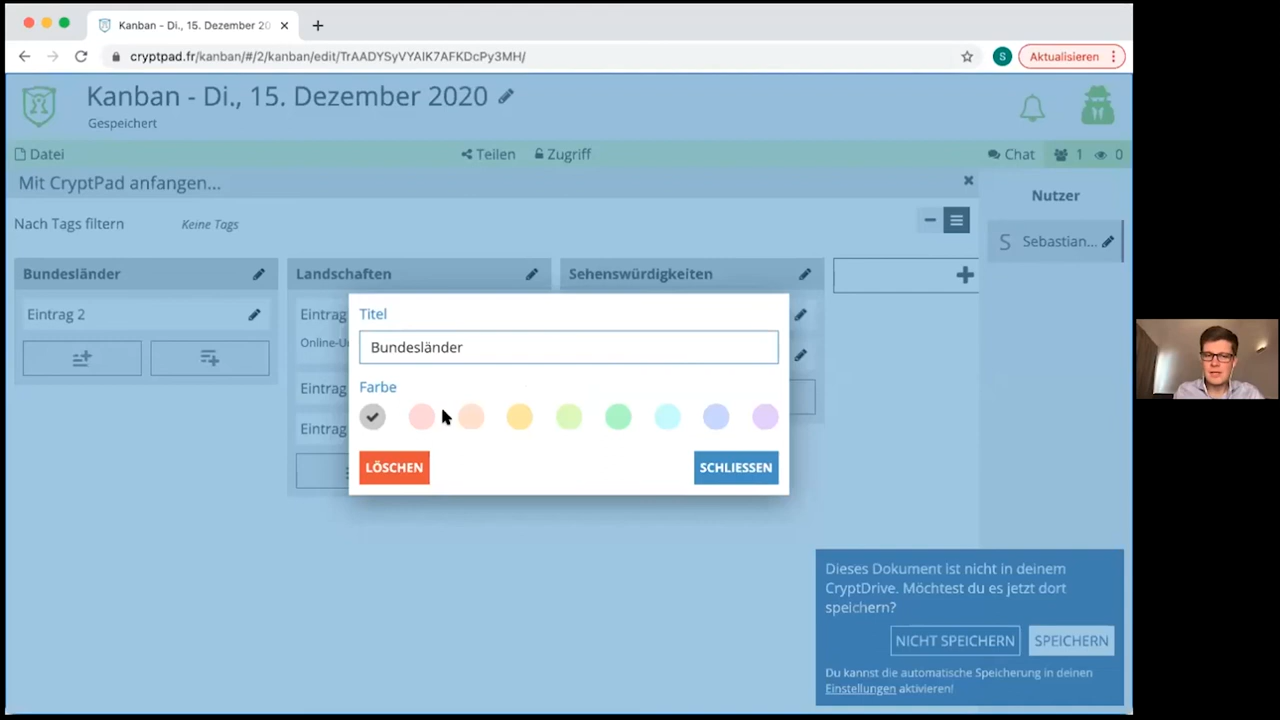 Kanban - Di., 15. Dezember 20
cryptpad.fr/kanban/#/2/kanban/edit/TrAADYSyVYAIK7AFKDcPy3MH/
S
Aktualisieren
Kanban - Di., 15. Dezember 2020
Gespeichert
Datei
Teilen
Zugriff
Chat
1
0
Mit CryptPad anfangen...
Nutzer
Nach Tags filtern
Keine Tags
S
Sebastian...
Bundesländer
Landschaften
Sehenswürdigkeiten
Eintrag 2
Eintrag
Online-Ur
Eintrag
Eintrag
Titel
Bundesländer
Farbe
LÖSCHEN
SCHLIESSEN
Dieses Dokument ist nicht in deinem
CryptDrive. Möchtest du es jetzt dort
speichern?
NICHT SPEICHERN
SPEICHERN
Du kannst die automatische Speicherung in deinen
Einstellungen aktivieren!